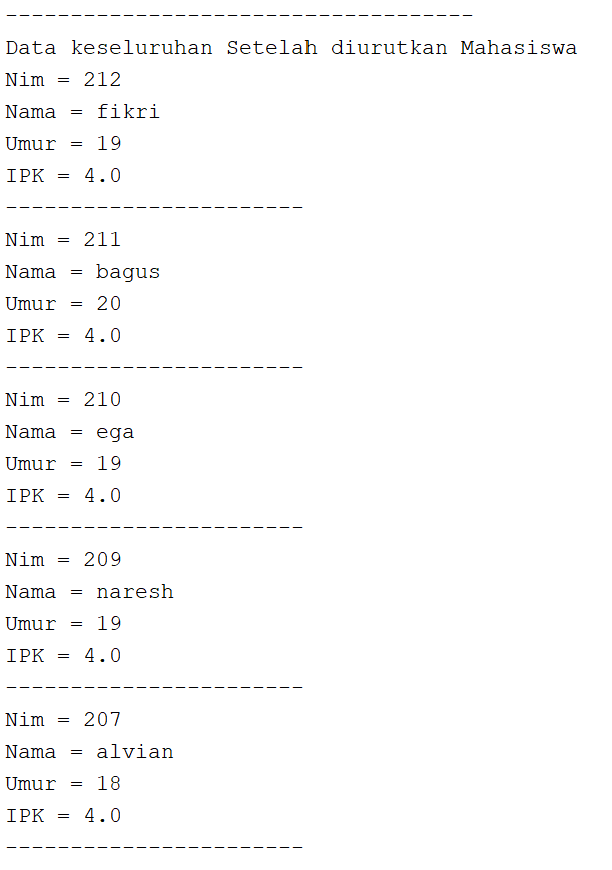 ------------------------------------
Data keseluruhan Setelah diurutkan Mahasiswa
Nim = 212
Nama = fikri
Umur = 19
IPK = 4.0
-----------------------
Nim = 211
Nama = bagus
Umur = 20
IPK = 4.0
-----------------------
Nim = 210
Nama = ega
Umur = 19
IPK = 4.0
-----------------------
Nim = 209
Nama = naresh
Umur = 19
IPK = 4.0
-----------------------
Nim = 207
Nama = alvian
Umur = 18
IPK = 4.0
-----------------------